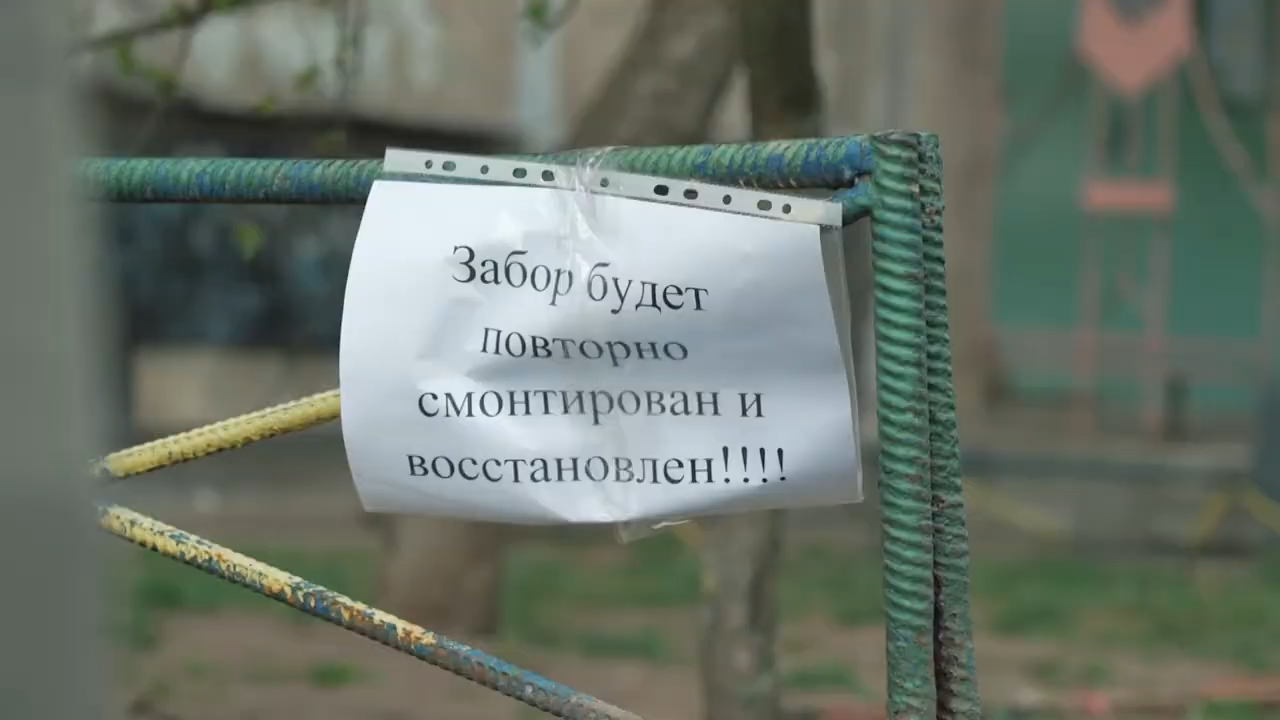 Забор будет
повторно
смонтирован и
восстановлен!!!!